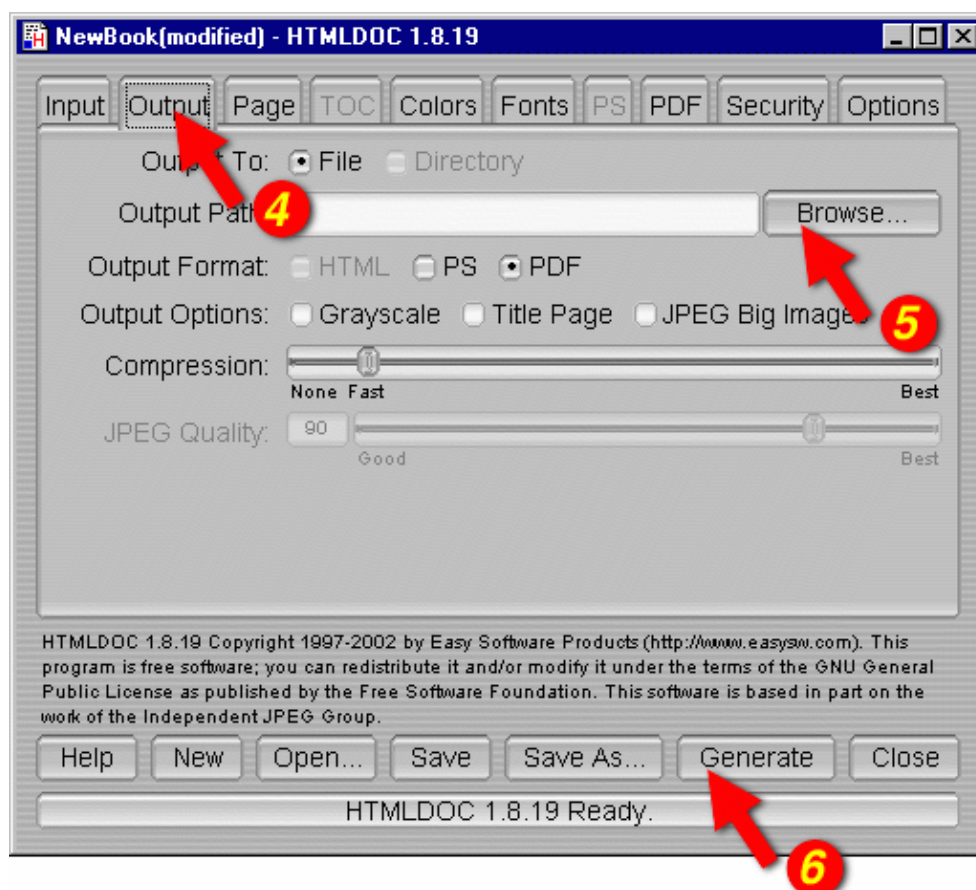 NewBook(modified) - HTMLDOC 1.8.19
Input Output Page TOC Colors Fonts PS PDF Security Options
Output To: File Directory
Output Path 4 Browse...
Output Format: HTML PS PDF
Output Options: Grayscale Title Page JPEG Big Images 5
Compression:
None Fast Best
JPEG Quality: 90
Good Best
HTMLDOC 1.8.19 Copyright 1997-2002 by Easy Software Products (http://www.easysw.com). This
program is free software; you can redistribute it and/or modify it under the terms of the GNU General
Public License as published by the Free Software Foundation. This software is based in part on the
work of the Independent JPEG Group.
Help New Open... Save Save As... Generate Close
HTMLDOC 1.8.19 Ready.
6